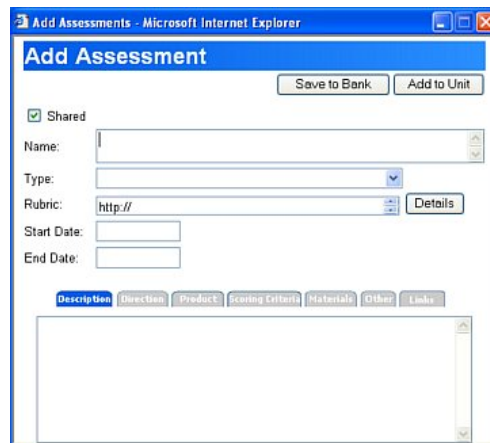 Add Assessments - Microsoft Internet Explorer
Add Assessment
Save to Bank Add to Unit
Shared
Name:
Type:
Rubric: http:// Details
Start Date:
End Date:
Description Direction Product Scoring Criteria Materials Other Links